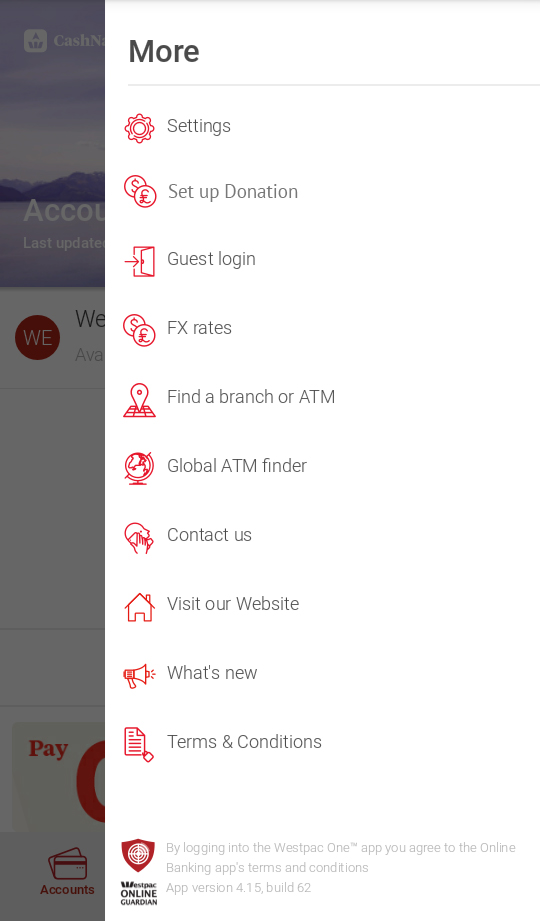 CashNa
More
Settings
Set up Donation
Accou
Last updated
Guest login
We
FX rates
WE
Ava
Find a branch or ATM
Global ATM finder
Contact us
Visit our Website
What's new
Terms & Conditions
Pay
By logging into the Westpac One™ app you agree to the Online
Banking app's terms and conditions
App version 4.15, build 62
Westpac
ONLINE
GUARDIAN
Accounts